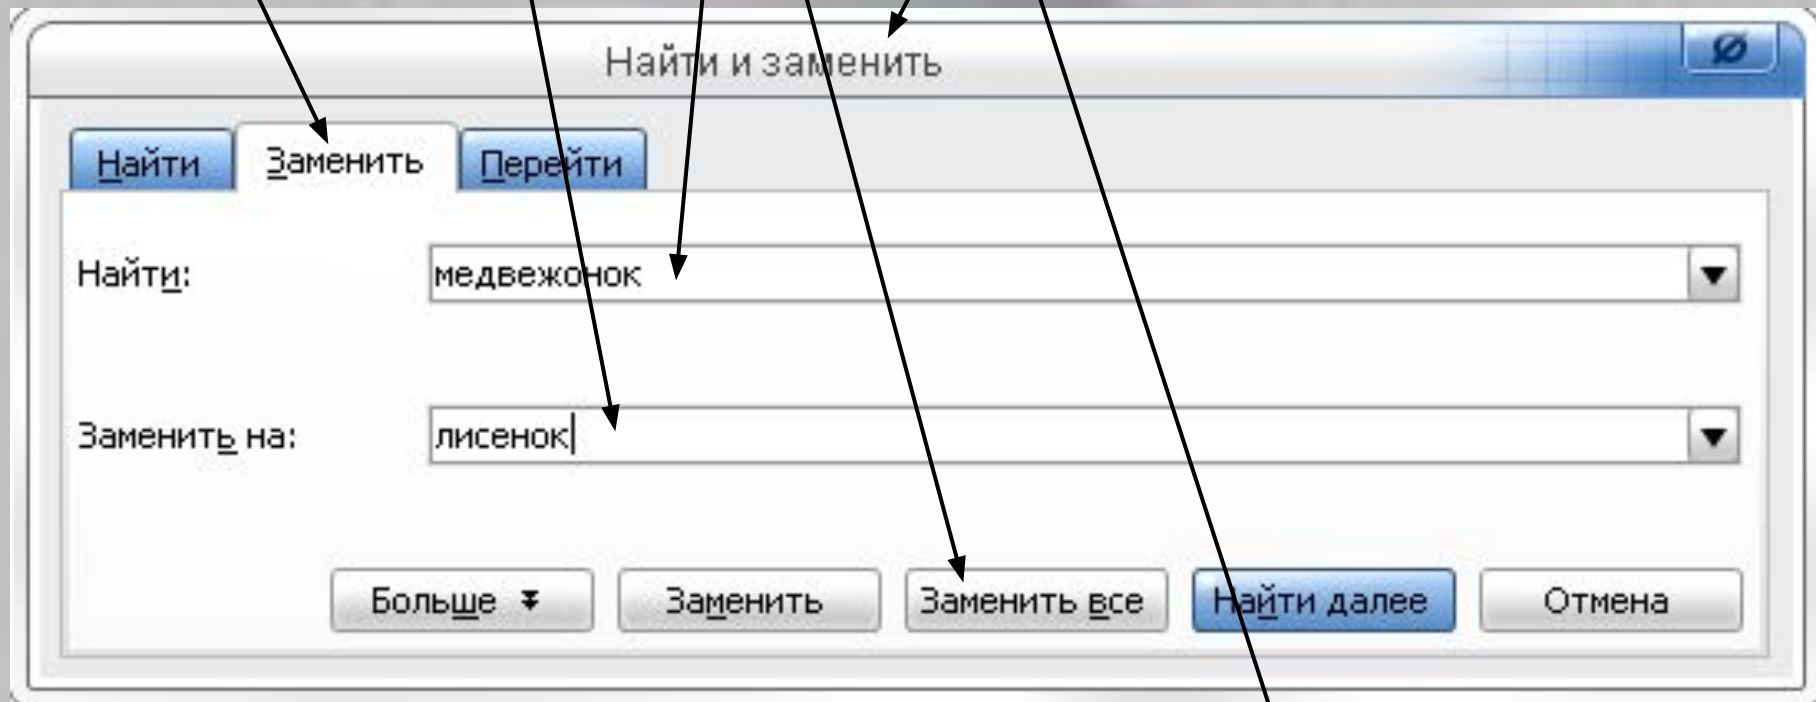 Найти и заменить
Найти Заменить Перейти
Найти: медвежонок
Заменить на: лисенок
Больше Заменить Заменить все Найти далее Отмена